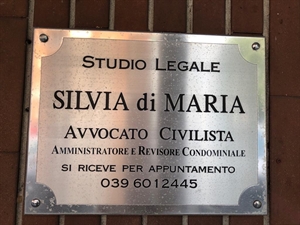 STUDIO LEGALE
SILVIA di MARIA
AVVOCATO CIVILISTA
AMMINISTRATORE E REVISORE CONDOMINIALE
SI RICEVE PER APPUNTAMENTO
039 6012445